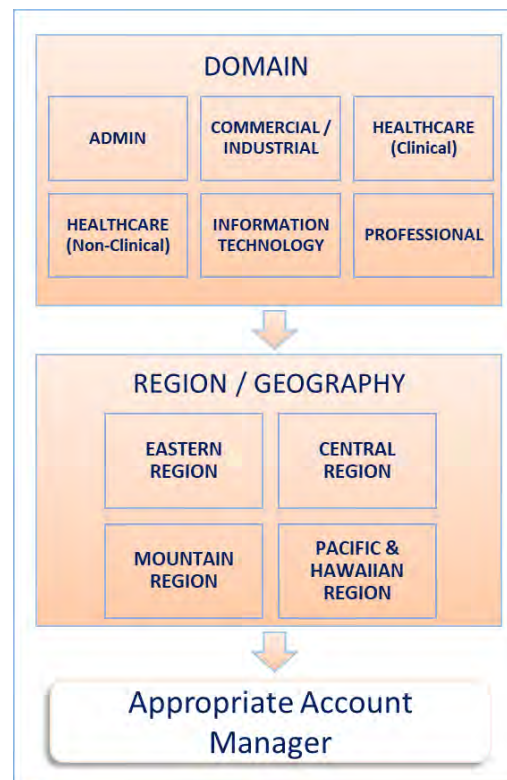 DOMAIN
ADMIN
COMMERCIAL /
INDUSTRIAL
HEALTHCARE
(Clinical)
HEALTHCARE
(Non-Clinical)
INFORMATION
TECHNOLOGY
PROFESSIONAL
REGION / GEOGRAPHY
EASTERN
REGION
CENTRAL
REGION
MOUNTAIN
REGION
PACIFIC &
HAWAIIAN
REGION
Appropriate Account
Manager